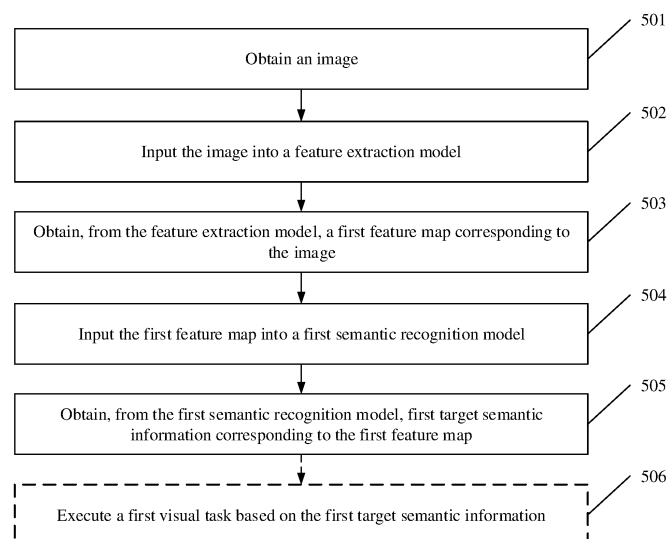 501
Obtain an image
502
Input the image into a feature extraction model
503
Obtain, from the feature extraction model, a first feature map corresponding to
the image
504
Input the first feature map into a first semantic recognition model
505
Obtain, from the first semantic recognition model, first target semantic
information corresponding to the first feature map
506
Execute a first visual task based on the first target semantic information